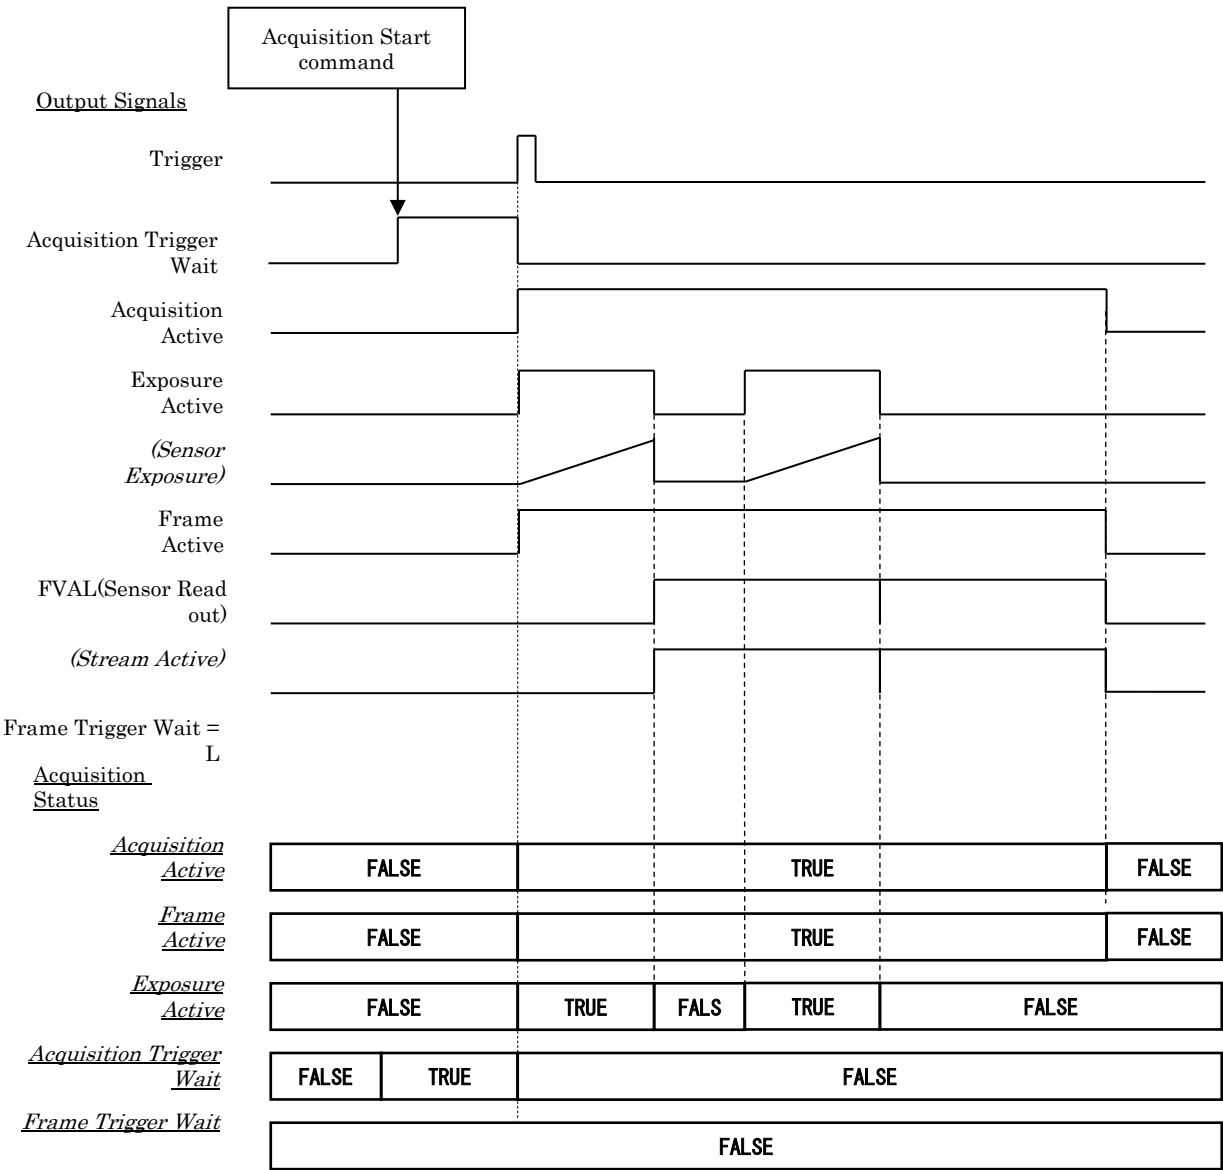 Acquisition Start
command
Output Signals
Trigger
Acquisition Trigger
Wait
Acquisition
Active
Exposure
Active
(Sensor
Exposure)
Frame
Active
FVAL(Sensor Read
out)
(Stream Active)
Frame Trigger Wait =
L
Acquisition
Status
Acquisition
Active
FALSE TRUE FALSE
Frame
Active
FALSE TRUE FALSE
Exposure
Active
FALSE TRUE FALS TRUE FALSE
Acquisition Trigger
Wait
FALSE TRUE FALSE
Frame Trigger Wait
FALSE